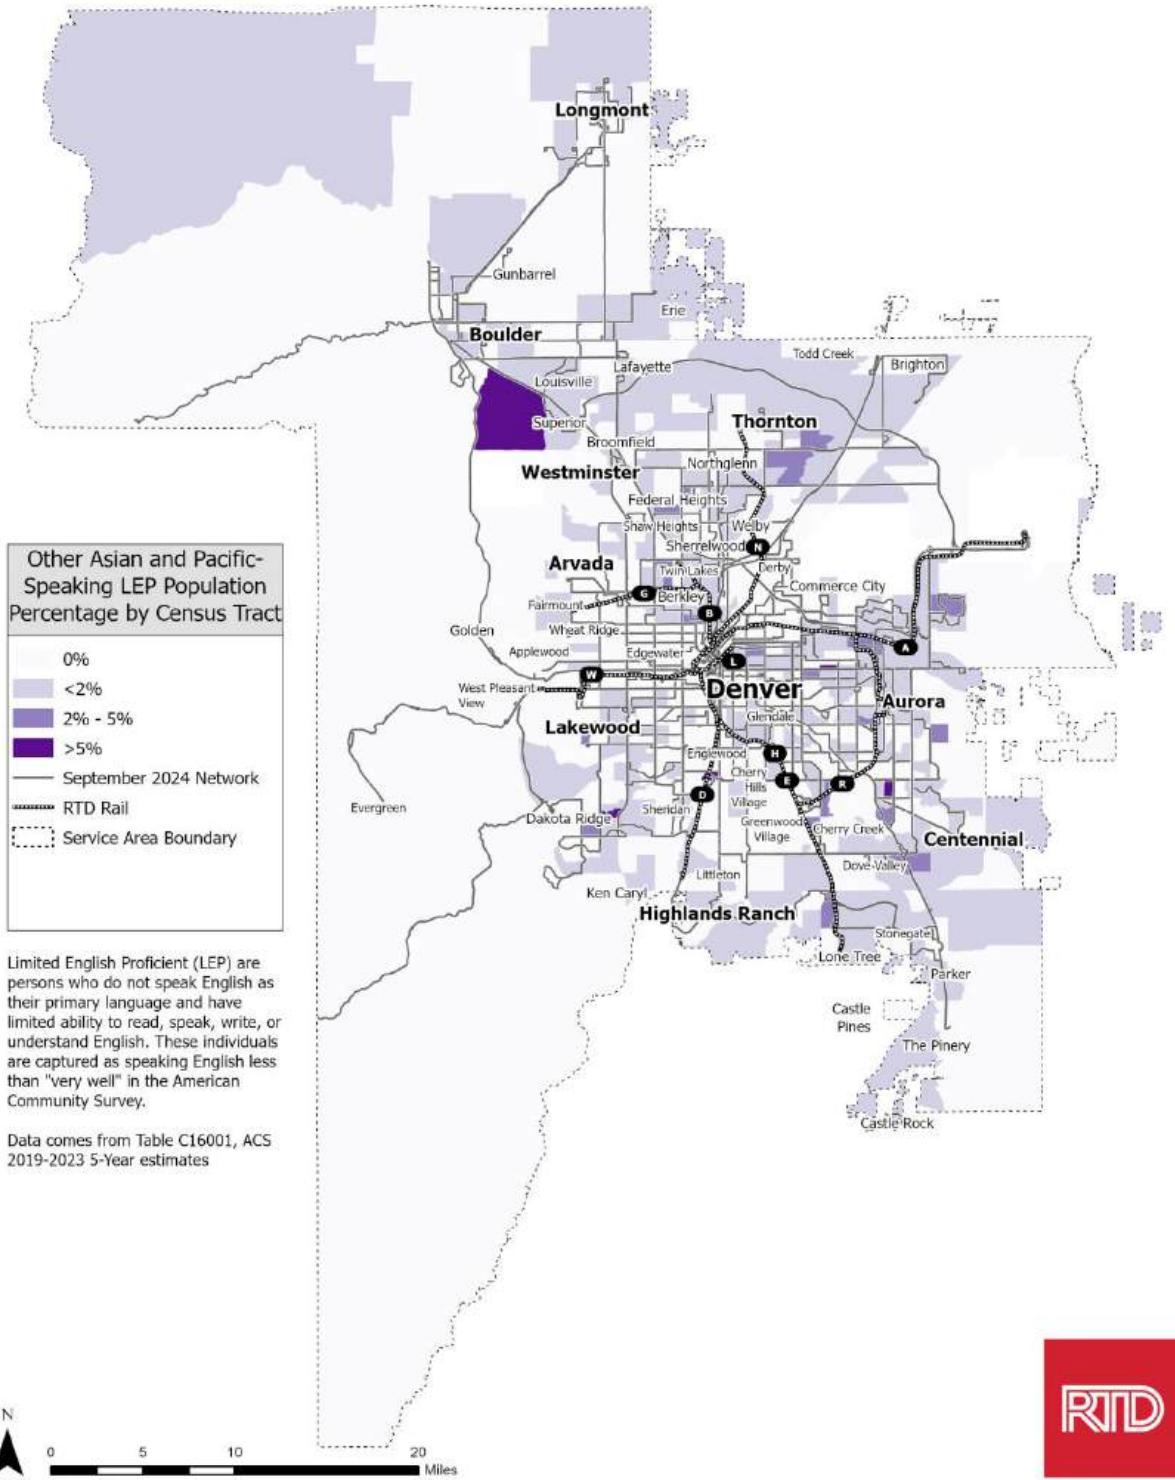 Longmont
Gunbarrel
Erie
Boulder
Todd Creek
Brighton
Lafayette
Louisville
Superior
Thornton
Broomfield
Northglenn
Westminster
Federal Heights
Shaw Heights
Welby
Sherrelwood
N
Arvada
Twin Lakes
Derby
Commerce City
G
Berkley
Fairmount
B
Golden
Wheat Ridge
Applewood
Edgewater
A
L
W
West Pleasant
View
Denver
Aurora
Glendale
Lakewood
Englewood
H
Cherry
Hills
Village
E
R
D
Evergreen
Sheridan
Dakota Ridge
Greenwood
Village
Cherry Creek
Centennial
Dove Valley
Littleton
Ken Caryl
Highlands Ranch
Stonegate
Lone Tree
Parker
Castle
Pines
The Pinery
Castle Rock
Other Asian and Pacific-
Speaking LEP Population
Percentage by Census Tract
0%
<2%
2% - 5%
>5%
September 2024 Network
RTD Rail
Service Area Boundary
Limited English Proficient (LEP) are
persons who do not speak English as
their primary language and have
limited ability to read, speak, write, or
understand English. These individuals
are captured as speaking English less
than "very well" in the American
Community Survey.
Data comes from Table C16001, ACS
2019-2023 5-Year estimates
N
0 5 10 20
Miles
RTD